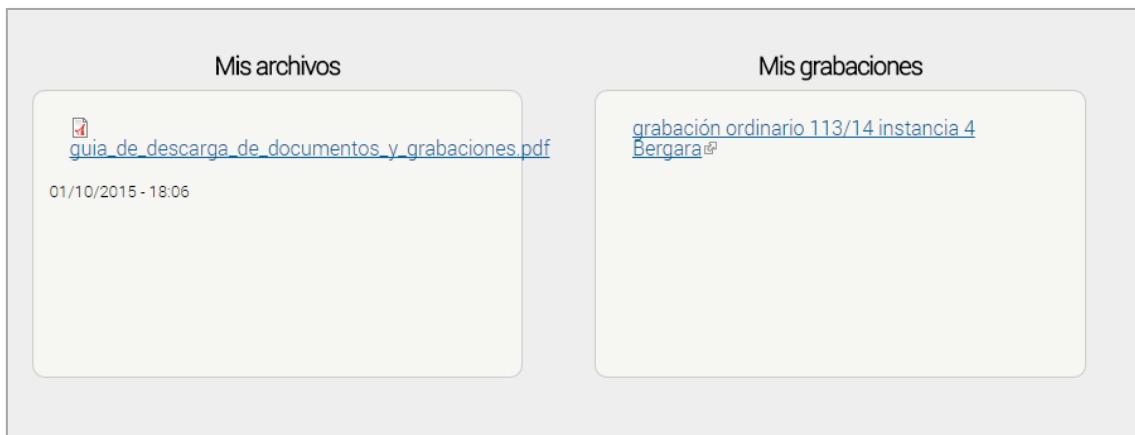 Mis archivos
guia_de_descarga_de_documentos_y_grabaciones.pdf
01/10/2015 - 18:06
Mis grabaciones
grabación ordinario 113/14 instancia 4
Bergara